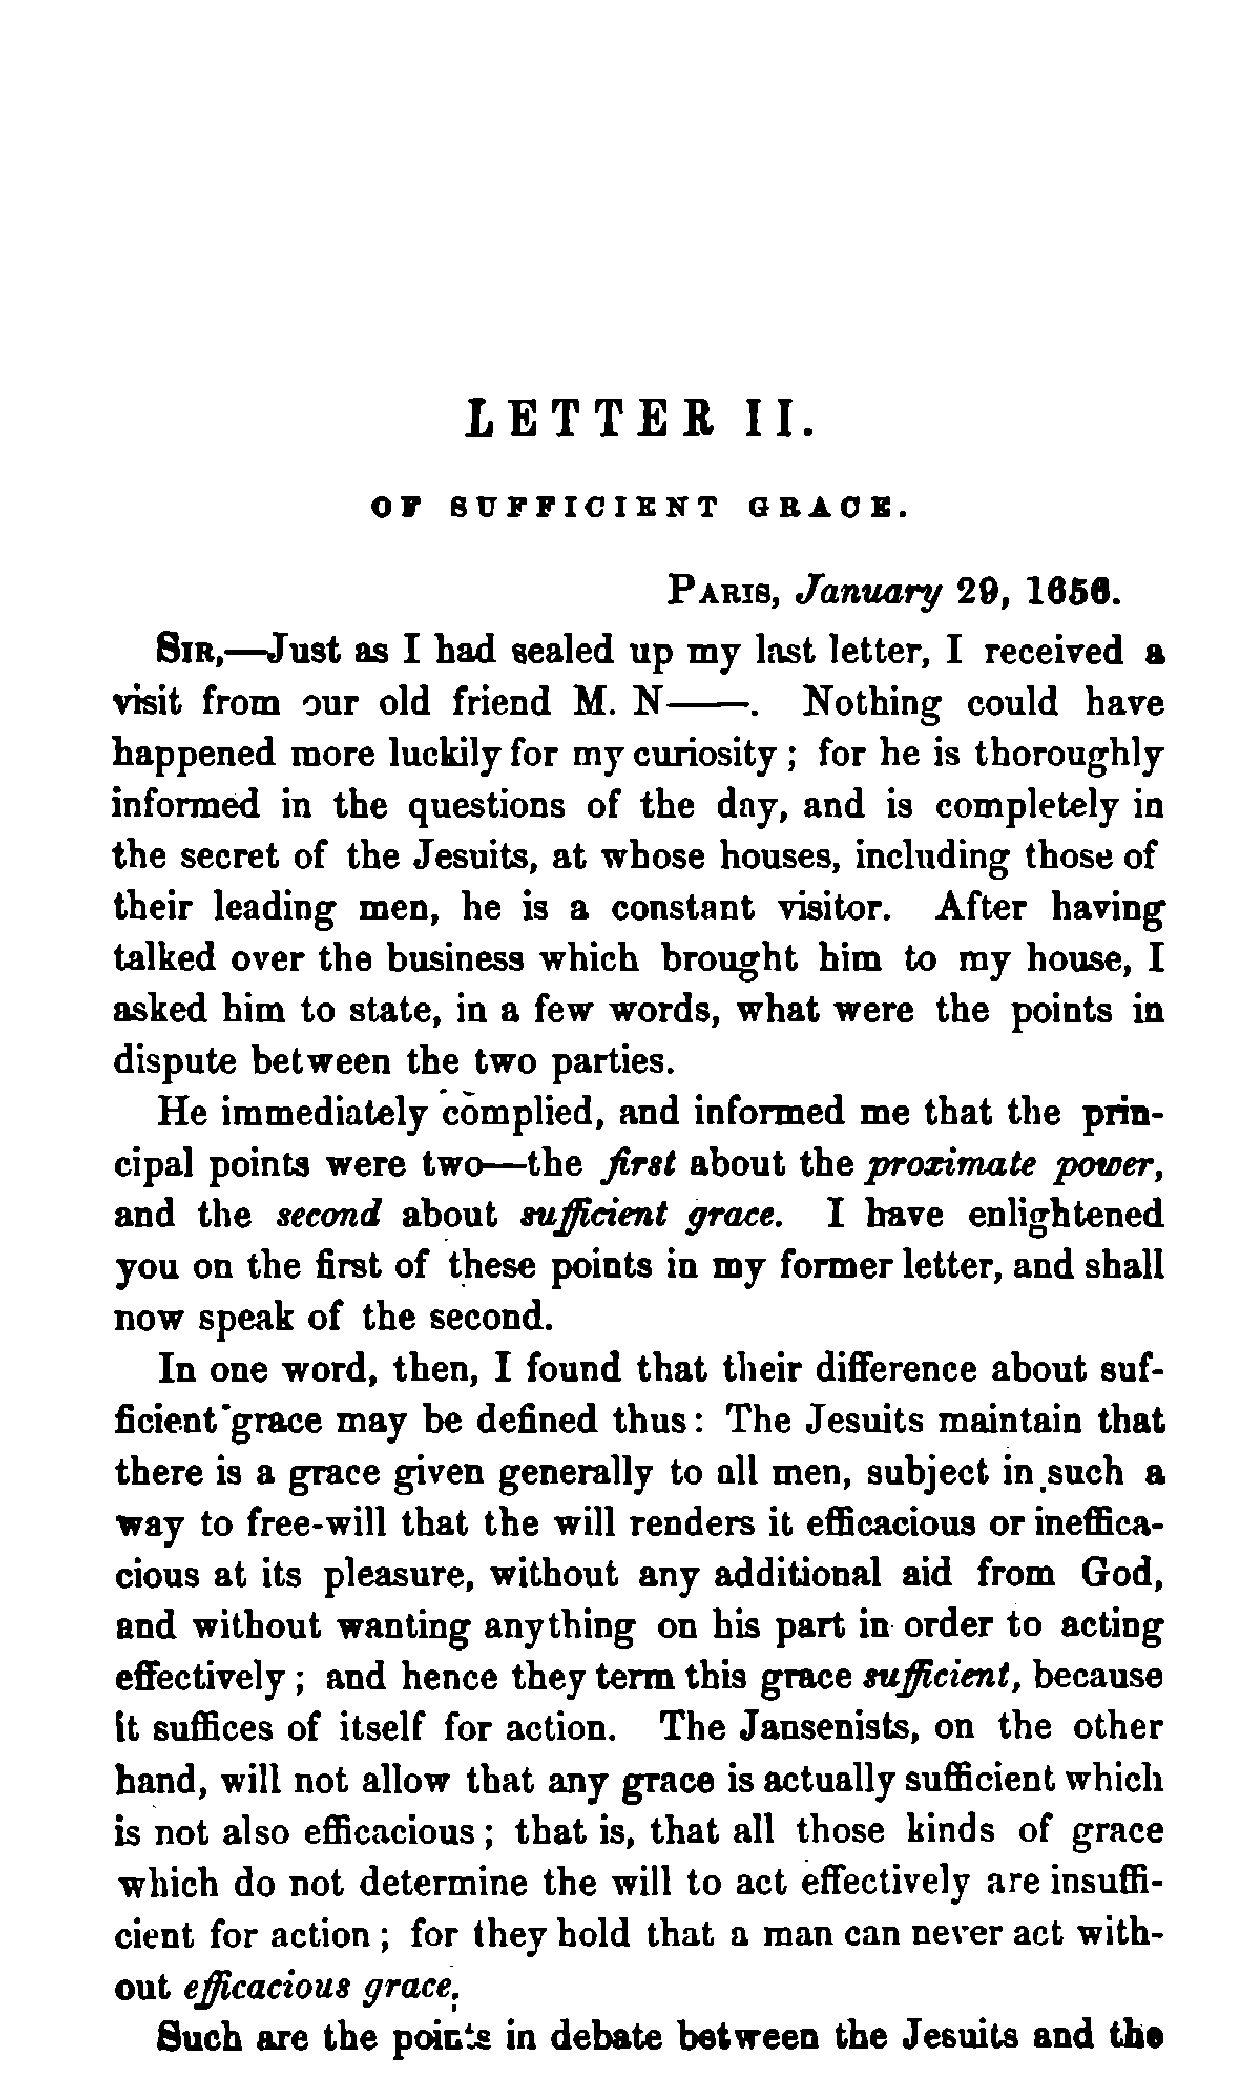 LETTER II.
OF SUFFICIENT GRACE.
PARIS, January 29, 1656.
SIR,—Just as I had sealed up my last letter, I received a
visit from our old friend M. N——. Nothing could have
happened more luckily for my curiosity; for he is thoroughly
informed in the questions of the day, and is completely in
the secret of the Jesuits, at whose houses, including those of
their leading men, he is a constant visitor. After having
talked over the business which brought him to my house, I
asked him to state, in a few words, what were the points in
dispute between the two parties.
He immediately complied, and informed me that the prin-
cipal points were two—the first about the proximate power,
and the second about sufficient grace. I have enlightened
you on the first of these points in my former letter, and shall
now speak of the second.
In one word, then, I found that their difference about suf-
ficient grace may be defined thus: The Jesuits maintain that
there is a grace given generally to all men, subject in such a
way to free-will that the will renders it efficacious or ineffica-
cious at its pleasure, without any additional aid from God,
and without wanting anything on his part in order to acting
effectively; and hence they term this grace sufficient, because
it suffices of itself for action. The Jansenists, on the other
hand, will not allow that any grace is actually sufficient which
is not also efficacious; that is, that all those kinds of grace
which do not determine the will to act effectively are insuffi-
cient for action; for they hold that a man can never act with-
out efficacious grace.
Such are the points in debate between the Jesuits and the